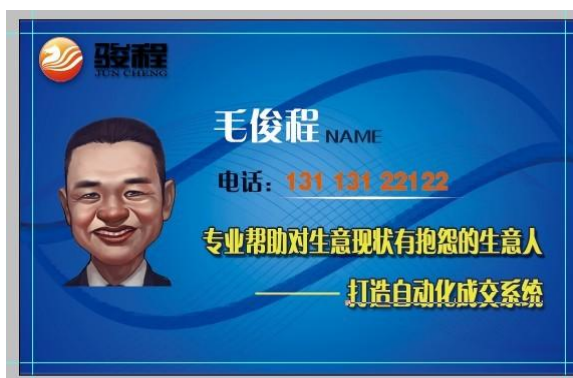 骏程
JUN CHENG
毛俊程 NAME
电话：131 131 22122
专业帮助对生意现状有抱怨的生意人
——— 打造自动化成交系统